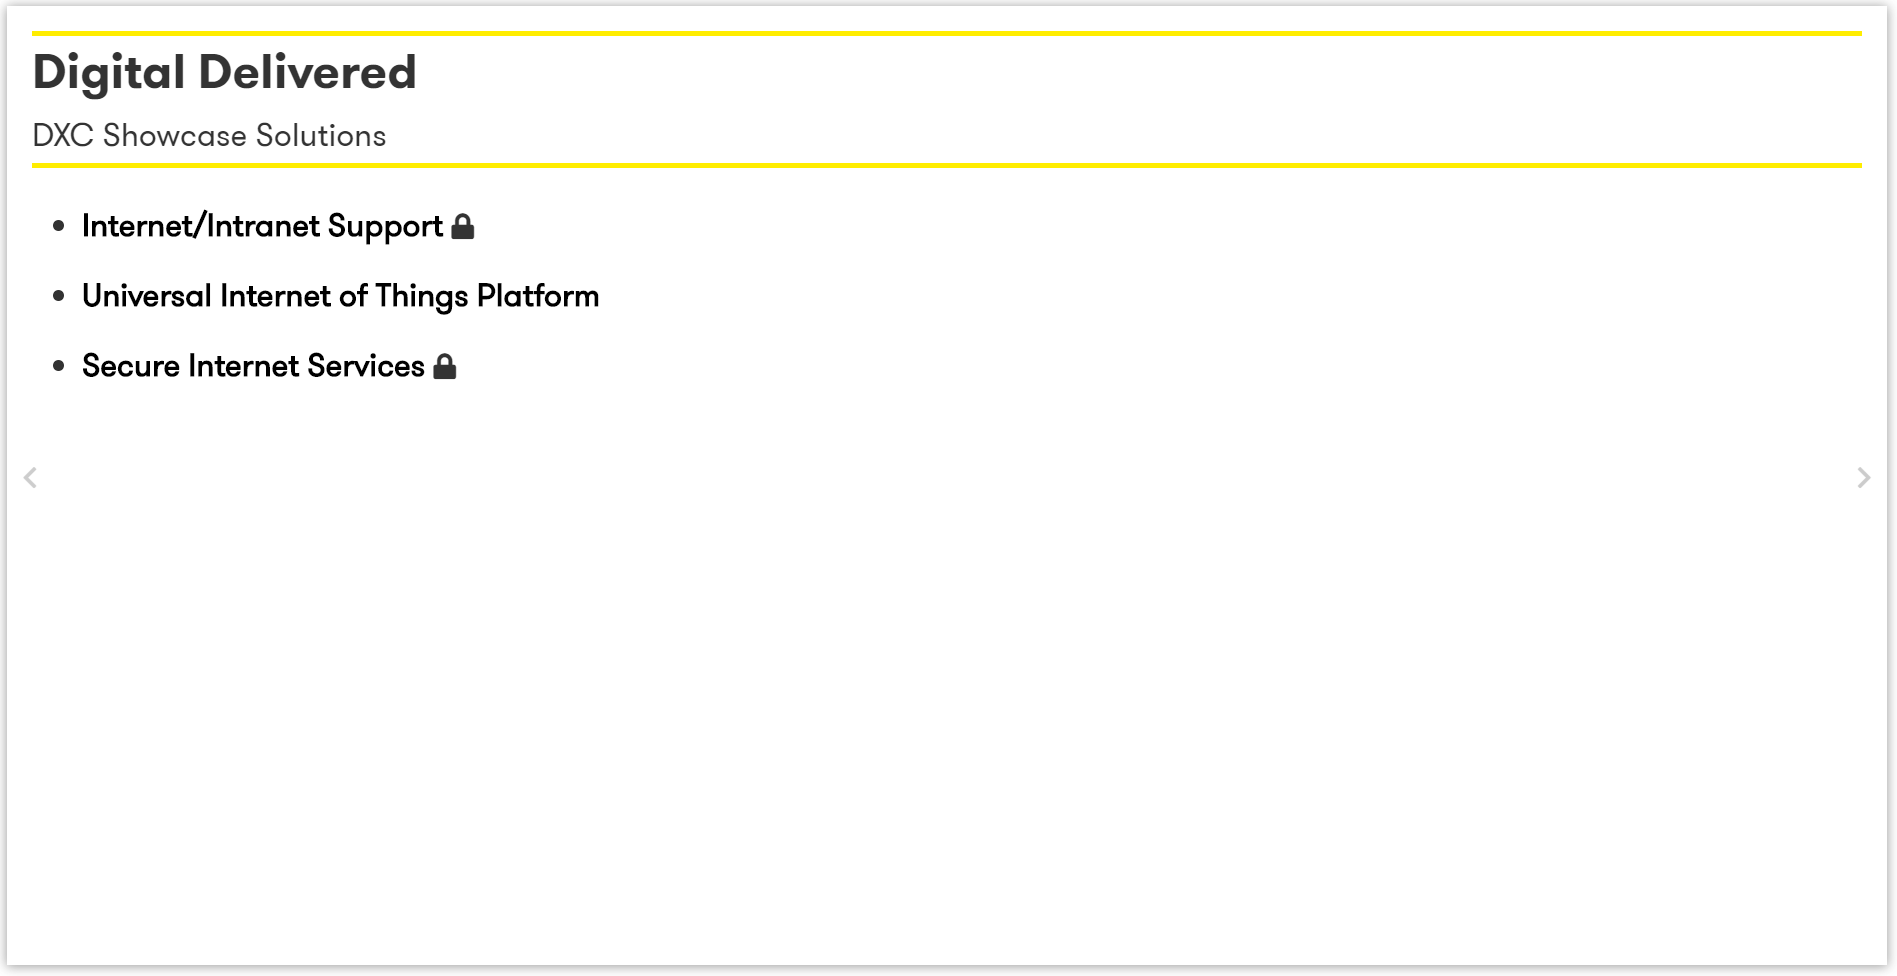 Digital Delivered
DXC Showcase Solutions
Internet/Intranet Support
Universal Internet of Things Platform
Secure Internet Services